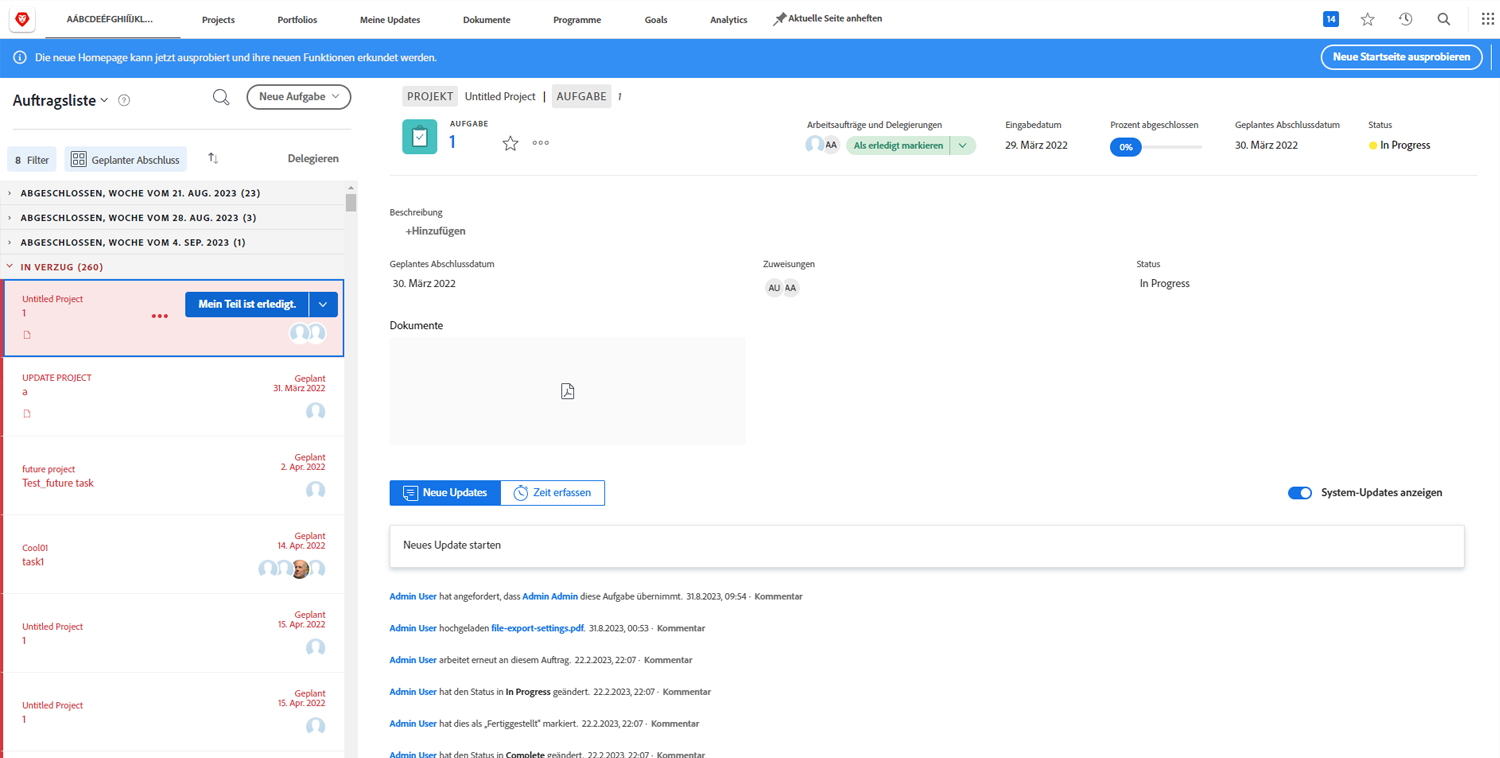 AÁBCDEÉFGHIÍÏJKL...
Projects
Portfolios
Meine Updates
Dokumente
Programme
Goals
Analytics
Aktuelle Seite anheften
14
Die neue Homepage kann jetzt ausprobiert und ihre neuen Funktionen erkundet werden.
Neue Startseite ausprobieren
Auftragsliste
?
Neue Aufgabe
8 Filter
Geplanter Abschluss
Delegieren
ABGESCHLOSSEN, WOCHE VOM 21. AUG. 2023 (23)
ABGESCHLOSSEN, WOCHE VOM 28. AUG. 2023 (3)
ABGESCHLOSSEN, WOCHE VOM 4. SEP. 2023 (1)
IN VERZUG (260)
Untitled Project
1
Mein Teil ist erledigt.
UPDATE PROJECT
a
Geplant
31. März 2022
future project
Test_future task
Geplant
2. Apr. 2022
Cool01
task1
Geplant
14. Apr. 2022
Untitled Project
1
Geplant
15. Apr. 2022
Untitled Project
1
Geplant
15. Apr. 2022
PROJEKT Untitled Project | AUFGABE 1
AUFGABE
1
Arbeitsaufträge und Delegierungen
AA
Als erledigt markieren
Eingabedatum
29. März 2022
Prozent abgeschlossen
0%
Geplantes Abschlussdatum
30. März 2022
Status
In Progress
Beschreibung
+Hinzufügen
Geplantes Abschlussdatum
30. März 2022
Zuweisungen
AU AA
Status
In Progress
Dokumente
Neue Updates
Zeit erfassen
System-Updates anzeigen
Neues Update starten
Admin User hat angefordert, dass Admin Admin diese Aufgabe übernimmt. 31.8.2023, 09:54 · Kommentar
Admin User hochgeladen file-export-settings.pdf. 31.8.2023, 00:53 · Kommentar
Admin User arbeitet erneut an diesem Auftrag. 22.2.2023, 22:07 · Kommentar
Admin User hat den Status in In Progress geändert. 22.2.2023, 22:07 · Kommentar
Admin User hat dies als „Fertiggestellt“ markiert. 22.2.2023, 22:07 · Kommentar
Admin User hat den Status in Complete geändert. 22.2.2023, 22:07 · Kommentar